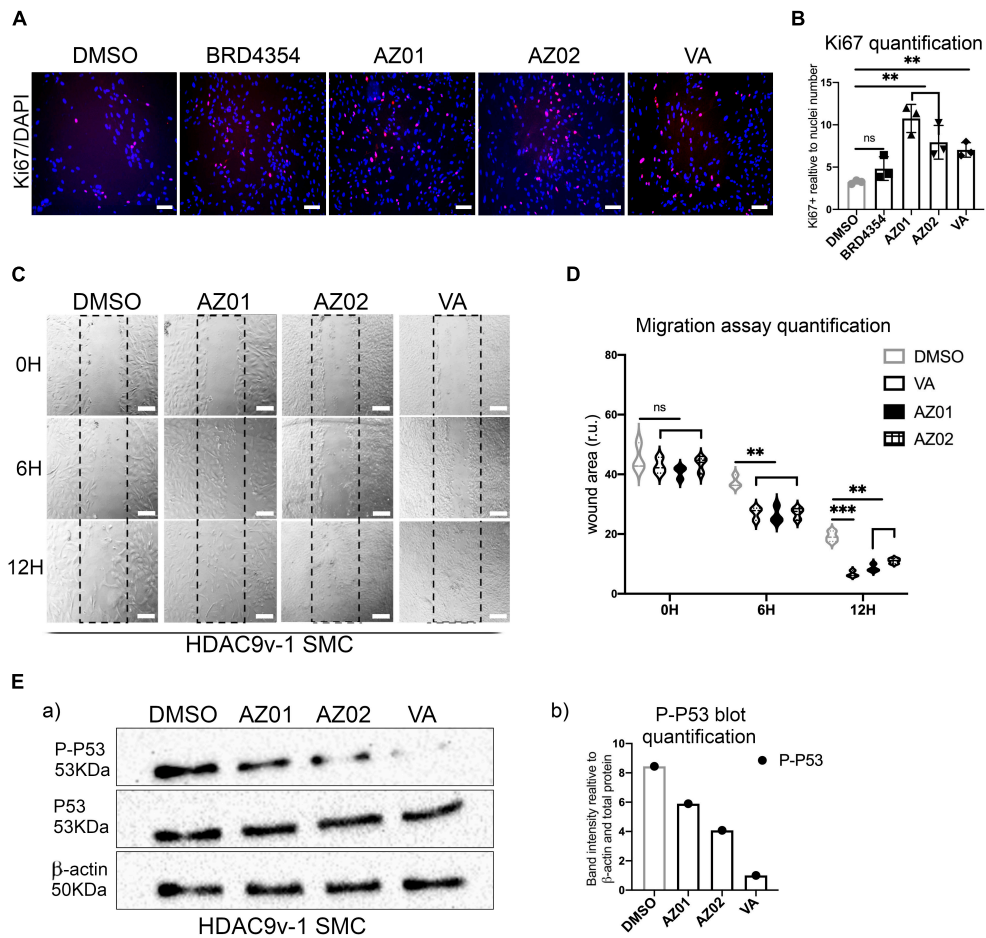 A
DMSO BRD4354 AZ01 AZ02 VA
Ki67/DAPI
B
Ki67 quantification
**
**
ns
Ki67+ realtive to nuclei number
15
10
5
0
DMSO BRD4354 AZ01 AZ02 VA
C
DMSO AZ01 AZ02 VA
0H
6H
12H
HDAC9v-1 SMC
D
Migration assay quantification
DMSO
VA
AZ01
AZ02
wound area (r.u.)
80
60
40
20
0
ns
**
**
***
0H 6H 12H
E
a)
DMSO AZ01 AZ02 VA
P-P53
53KDa
P53
53KDa
β-actin
50KDa
HDAC9v-1 SMC
b)
P-P53 blot
quantification
P-P53
Band intensity realtive to
β-actin and total protein
10
8
6
4
2
0
DMSO AZ01 AZ02 VA